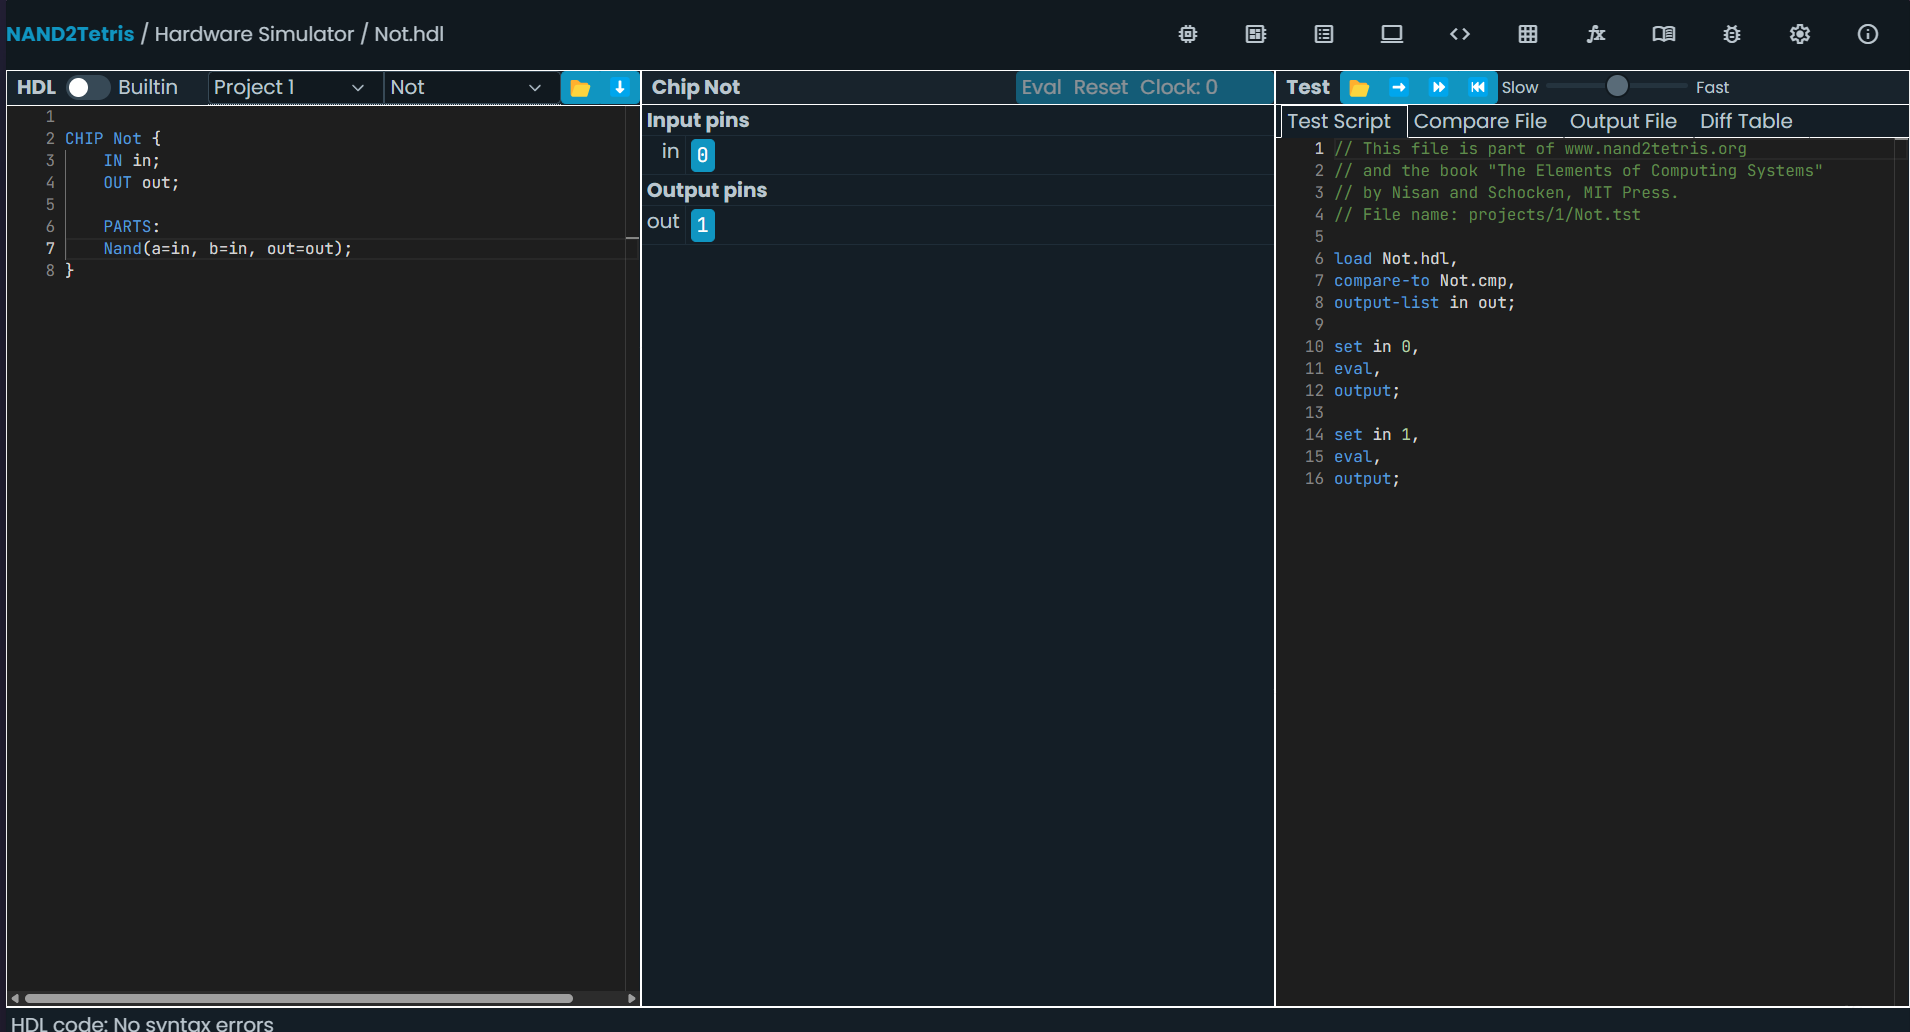 NAND2Tetris / Hardware Simulator / Not.hdl
HDL Builtin Project 1 Not
1
2 CHIP Not {
3 IN in;
4 OUT out;
5
6 PARTS:
7 Nand(a=in, b=in, out=out);
8 }
Chip Not Eval Reset Clock: 0
Input pins
in 0
Output pins
out 1
Test Slow Fast
Test Script Compare File Output File Diff Table
1 // This file is part of www.nand2tetris.org
2 // and the book "The Elements of Computing Systems"
3 // by Nisan and Schocken, MIT Press.
4 // File name: projects/1/Not.tst
5
6 load Not.hdl,
7 compare-to Not.cmp,
8 output-list in out;
9
10 set in 0,
11 eval,
12 output;
13
14 set in 1,
15 eval,
16 output;
HDL code: No syntax errors